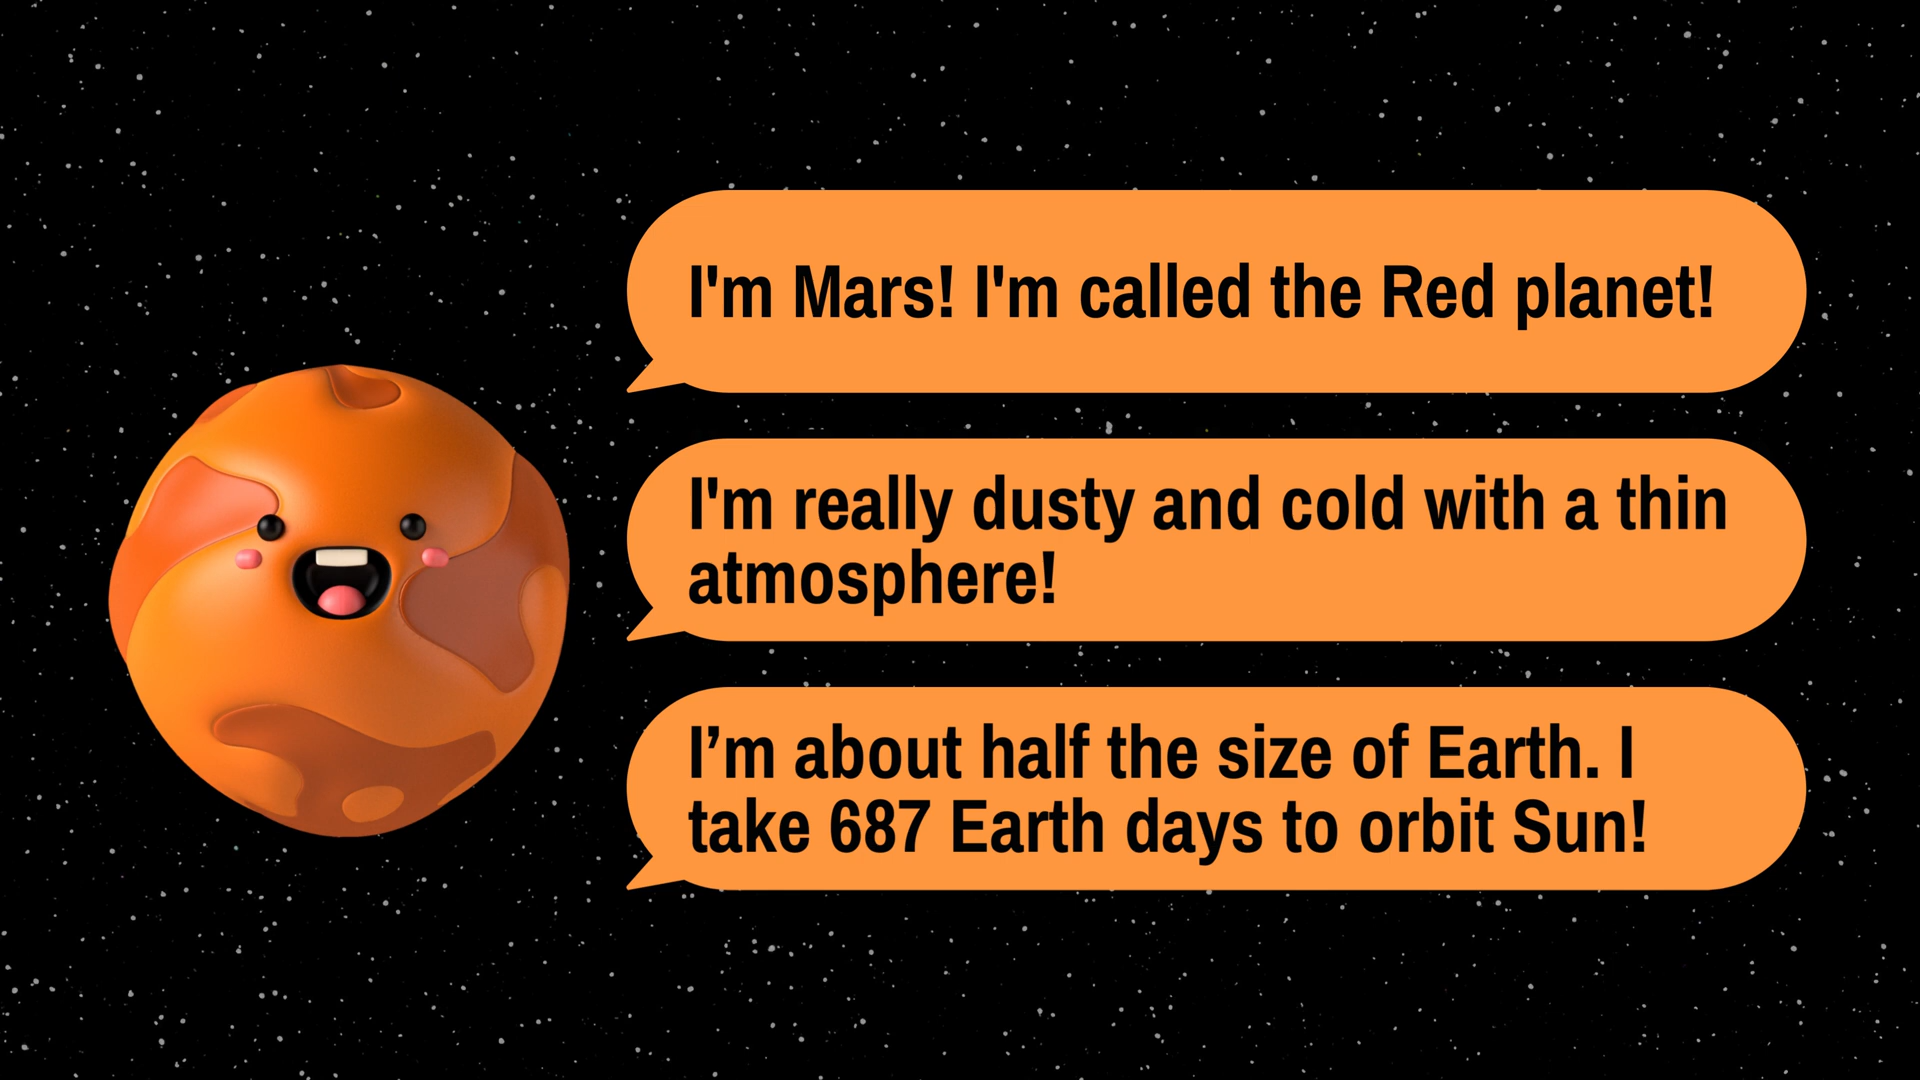 I'm Mars! I'm called the Red planet!
I'm really dusty and cold with a thin
atmosphere!
I’m about half the size of Earth. I
take 687 Earth days to orbit Sun!